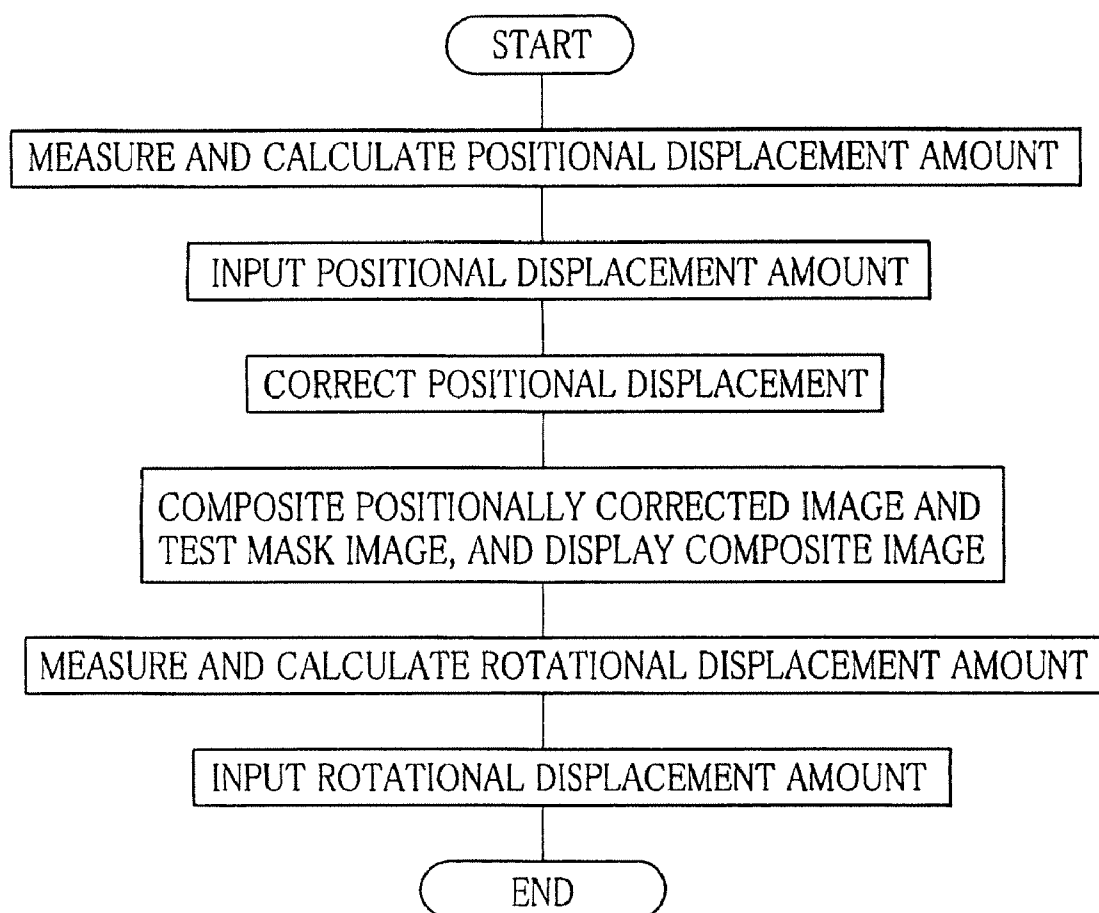 START
MEASURE AND CALCULATE POSITIONAL DISPLACEMENT AMOUNT
INPUT POSITIONAL DISPLACEMENT AMOUNT
CORRECT POSITIONAL DISPLACEMENT
COMPOSITE POSITIONALLY CORRECTED IMAGE AND
TEST MASK IMAGE, AND DISPLAY COMPOSITE IMAGE
MEASURE AND CALCULATE ROTATIONAL DISPLACEMENT AMOUNT
INPUT ROTATIONAL DISPLACEMENT AMOUNT
END